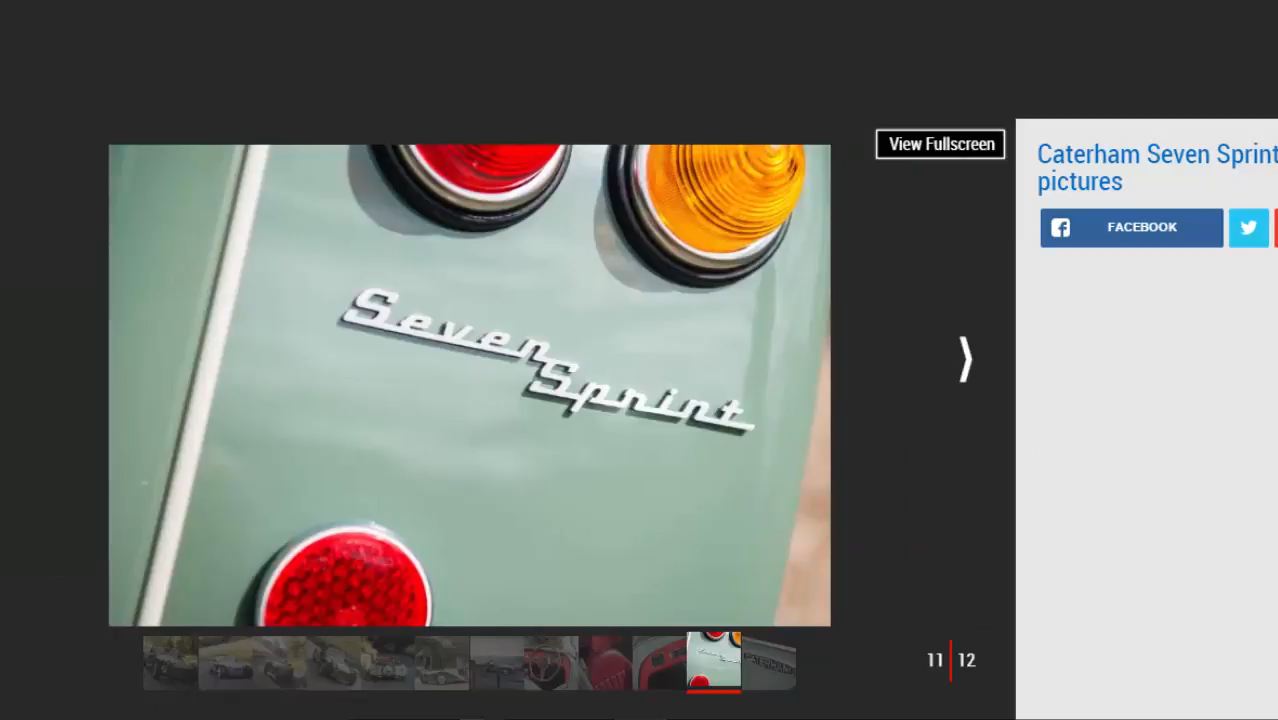 View Fullscreen
Caterham Seven Sprint
pictures
FACEBOOK
Seven
Sprint
11 12